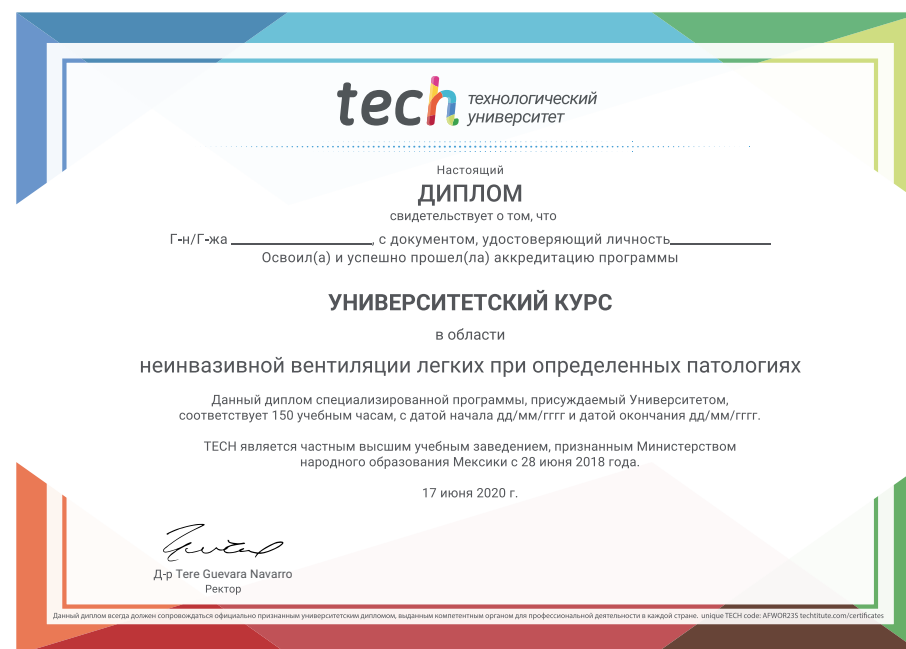 tech технологический
университет
Настоящий
ДИПЛОМ
свидетельствует о том, что
Г-н/Г-жа , с документом, удостоверяющий личность
Освоил(а) и успешно прошел(ла) аккредитацию программы
УНИВЕРСИТЕТСКИЙ КУРС
в области
неинвазивной вентиляции легких при определенных патологиях
Данный диплом специализированной программы, присуждаемый Университетом,
соответствует 150 учебным часам, с датой начала дд/мм/гггг и датой окончания дд/мм/гггг.
TECH является частным высшим учебным заведением, признанным Министерством
народного образования Мексики с 28 июня 2018 года.
17 июня 2020 г.
Д-р Tere Guevara Navarro
Ректор
Данный диплом всегда должен сопровождаться официально признанным университетским дипломом, выданным компетентным органом для профессиональной деятельности в каждой стране. unique TECH code: AFWOR23S techtitute.com/certificates